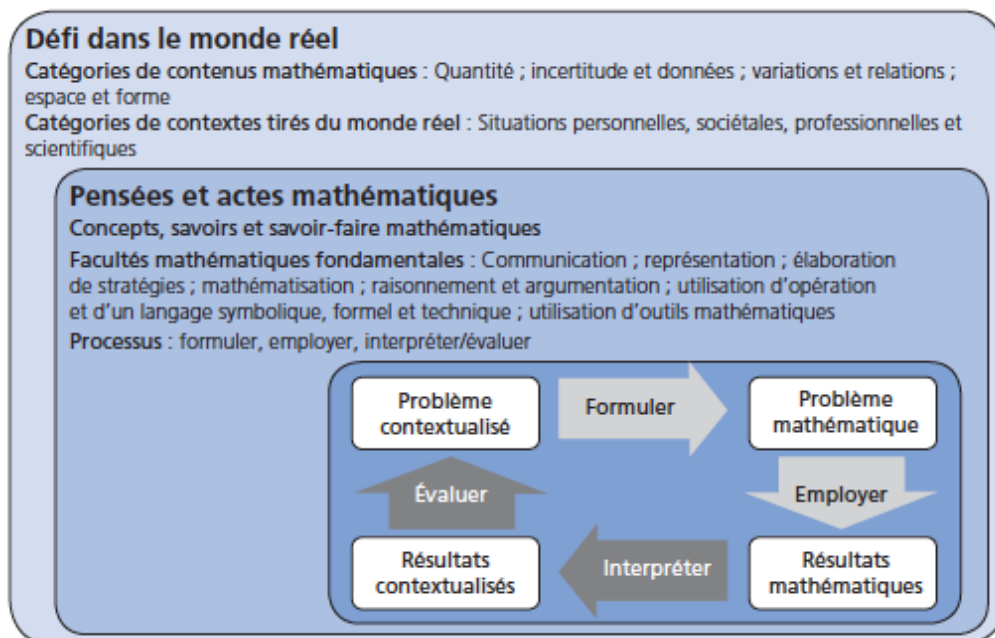 Défi dans le monde réel
Catégories de contenus mathématiques : Quantité ; incertitude et données ; variations et relations ;
espace et forme
Catégories de contextes tirés du monde réel : Situations personnelles, sociétales, professionnelles et
scientifiques
Pensées et actes mathématiques
Concepts, savoirs et savoir-faire mathématiques
Facultés mathématiques fondamentales : Communication ; représentation ; élaboration
de stratégies ; mathématisation ; raisonnement et argumentation ; utilisation d'opération
et d'un langage symbolique, formel et technique ; utilisation d'outils mathématiques
Processus : formuler, employer, interpréter/évaluer
Problème
contextualisé
Formuler
Problème
mathématique
Évaluer
Employer
Résultats
contextualisés
Interpréter
Résultats
mathématiques